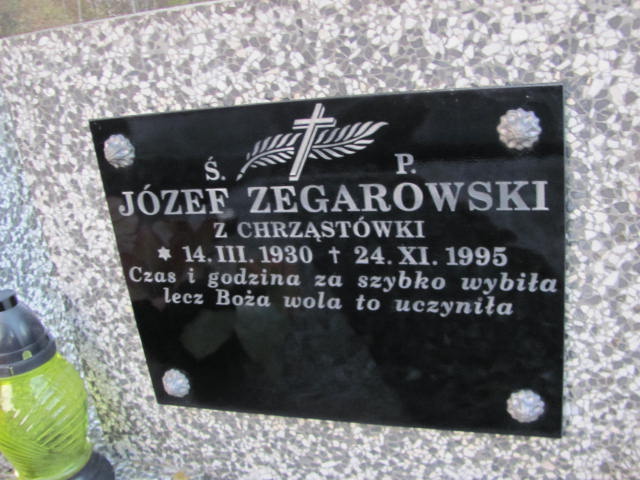 Ś. P.
JÓZEF ZEGAROWSKI
Z CHRZĄSTÓWKI
* 14. III. 1930 † 24. XI. 1995
Czas i godzina za szybko wybiła
lecz Boża wola to uczyniła